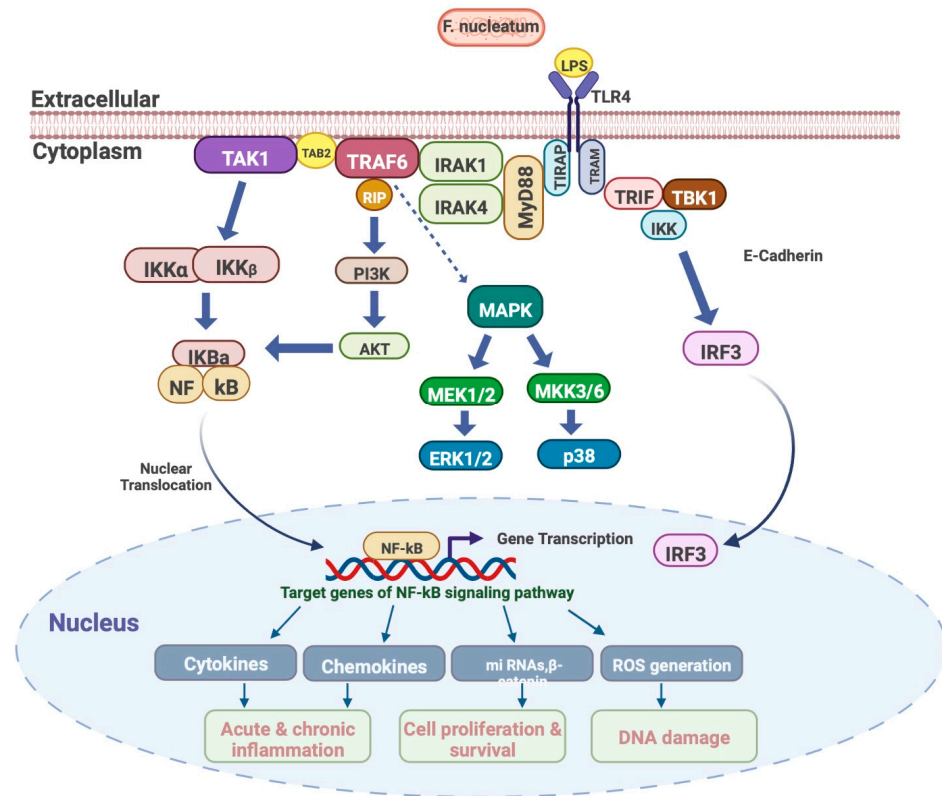 F. nucleatum
LPS
TLR4
Extracellular
Cytoplasm
TAK1
TAB2
TRAF6
RIP
IRAK1
IRAK4
MyD88
TIRAP
TRAM
TRIF
TBK1
IKK
IKKα
IKKβ
PI3K
E-Cadherin
MAPK
IKBa
NF
kB
AKT
IRF3
MEK1/2
MKK3/6
ERK1/2
p38
Nuclear
Translocation
NF-kB
Gene Transcription
IRF3
Target genes of NF-kB signaling pathway
Nucleus
Cytokines
Chemokines
mi RNAs,β-
catenin
ROS generation
Acute & chronic
inflammation
Cell proliferation &
survival
DNA damage